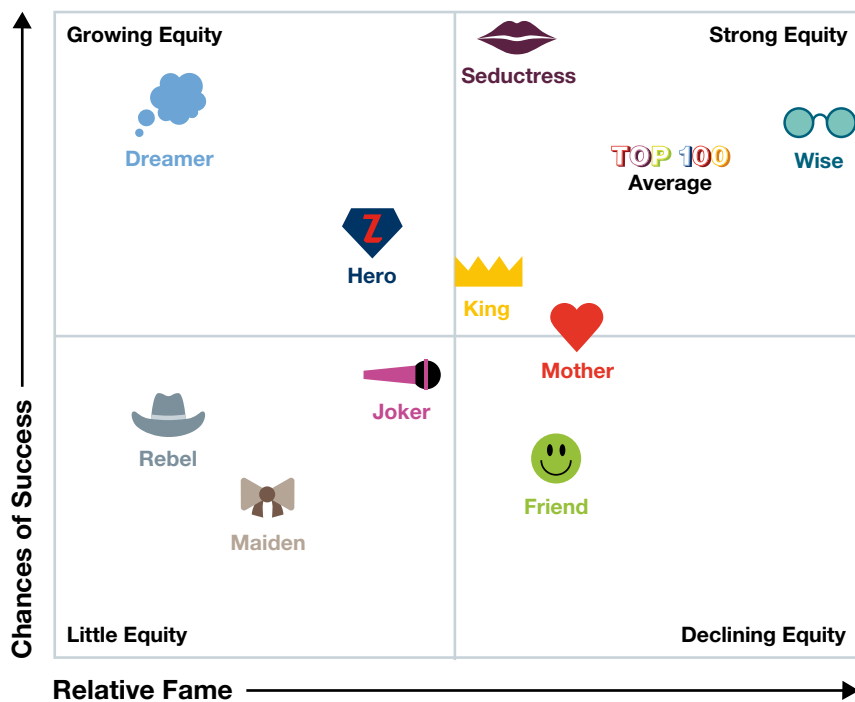 Growing Equity
Strong Equity
Seductress
Dreamer
TOP 100
Average
Wise
Z
Hero
King
Mother
Joker
Rebel
Friend
Maiden
Little Equity
Declining Equity
Chances of Success
Relative Fame